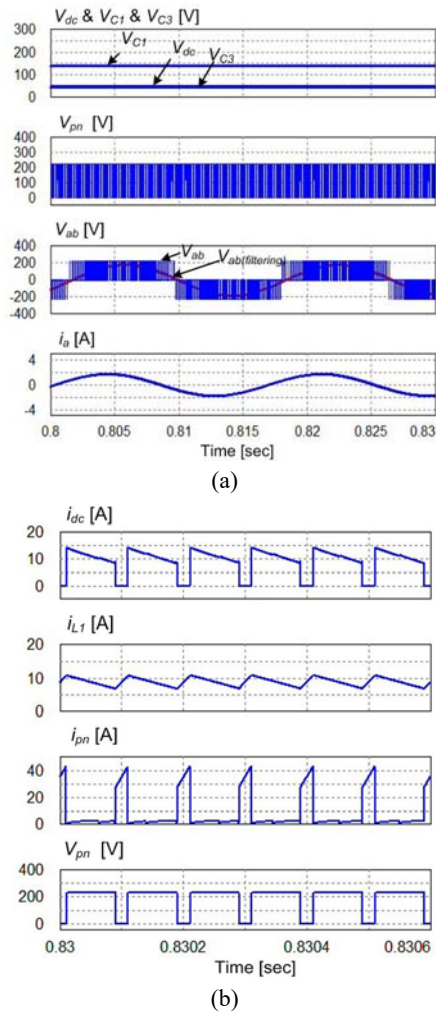 V_dc & V_C1 & V_C3 [V]
300
200
100
0
V_C1
V_dc
V_C3
V_pn [V]
400
300
200
100
0
V_ab [V]
400
200
0
-200
-400
V_ab
V_ab(filtering)
i_a [A]
4
0
-4
0.8 0.805 0.81 0.815 0.82 0.825 0.83
Time [sec]
(a)
i_dc [A]
20
10
0
i_L1 [A]
20
10
0
i_pn [A]
40
20
0
V_pn [V]
400
200
0
0.83 0.8302 0.8304 0.8306
Time [sec]
(b)